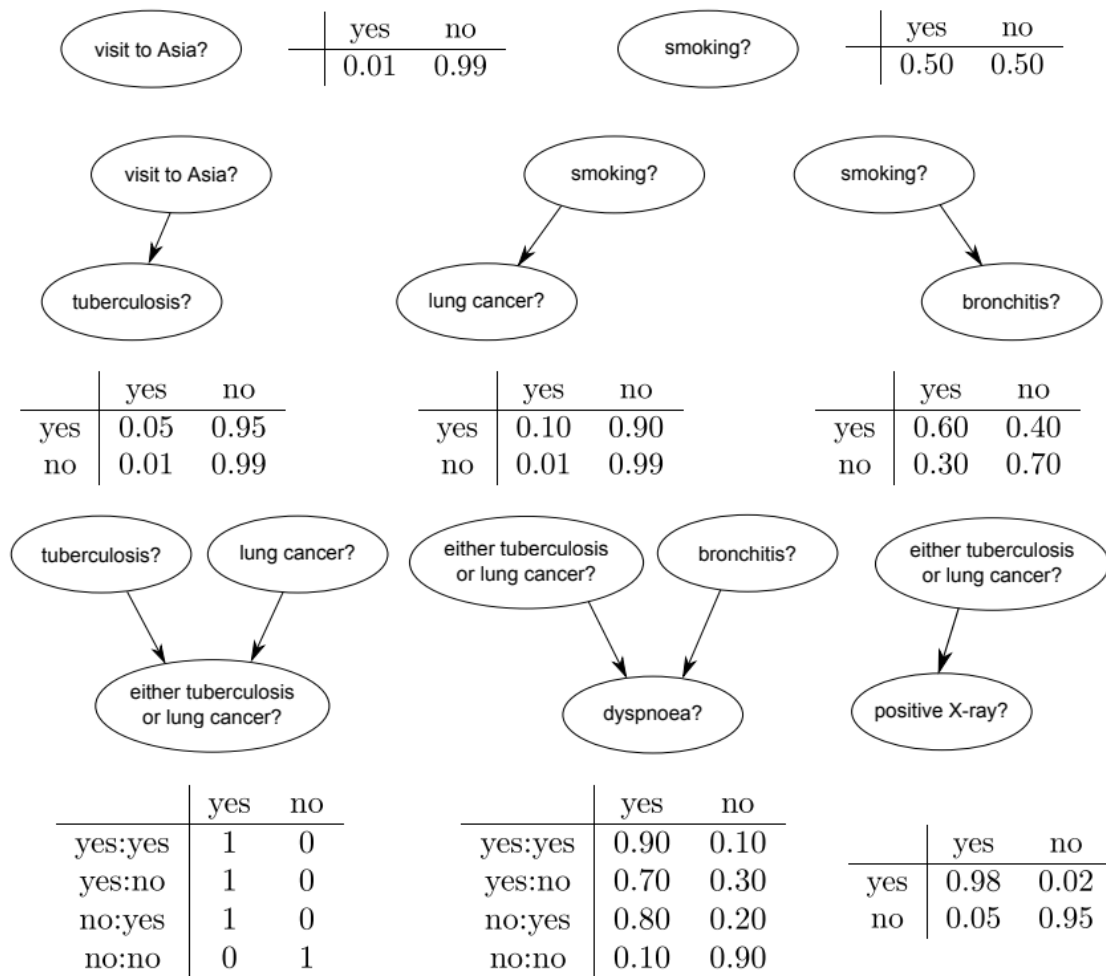 visit to Asia?
yes no
0.01 0.99
smoking?
yes no
0.50 0.50
visit to Asia?
tuberculosis?
smoking?
lung cancer?
smoking?
bronchitis?
yes no
yes 0.05 0.95
no 0.01 0.99
yes no
yes 0.10 0.90
no 0.01 0.99
yes no
yes 0.60 0.40
no 0.30 0.70
tuberculosis?
lung cancer?
either tuberculosis
or lung cancer?
either tuberculosis
or lung cancer?
bronchitis?
dyspnoea?
either tuberculosis
or lung cancer?
positive X-ray?
yes no
yes:yes 1 0
yes:no 1 0
no:yes 1 0
no:no 0 1
yes no
yes:yes 0.90 0.10
yes:no 0.70 0.30
no:yes 0.80 0.20
no:no 0.10 0.90
yes no
yes 0.98 0.02
no 0.05 0.95